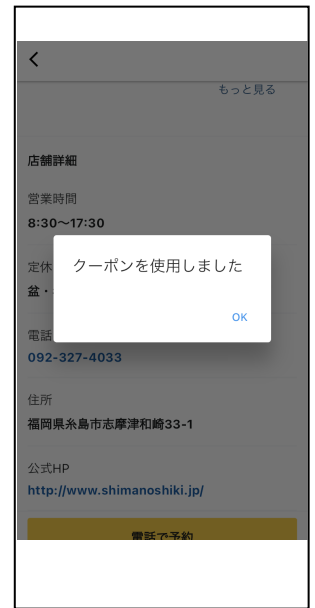 もっと見る
店舗詳細
営業時間
8:30〜17:30
クーポンを使用しました
定休
盆・
OK
電話
092-327-4033
住所
福岡県糸島市志摩津和崎33-1
公式HP
http://www.shimanoshiki.jp/
電話で予約